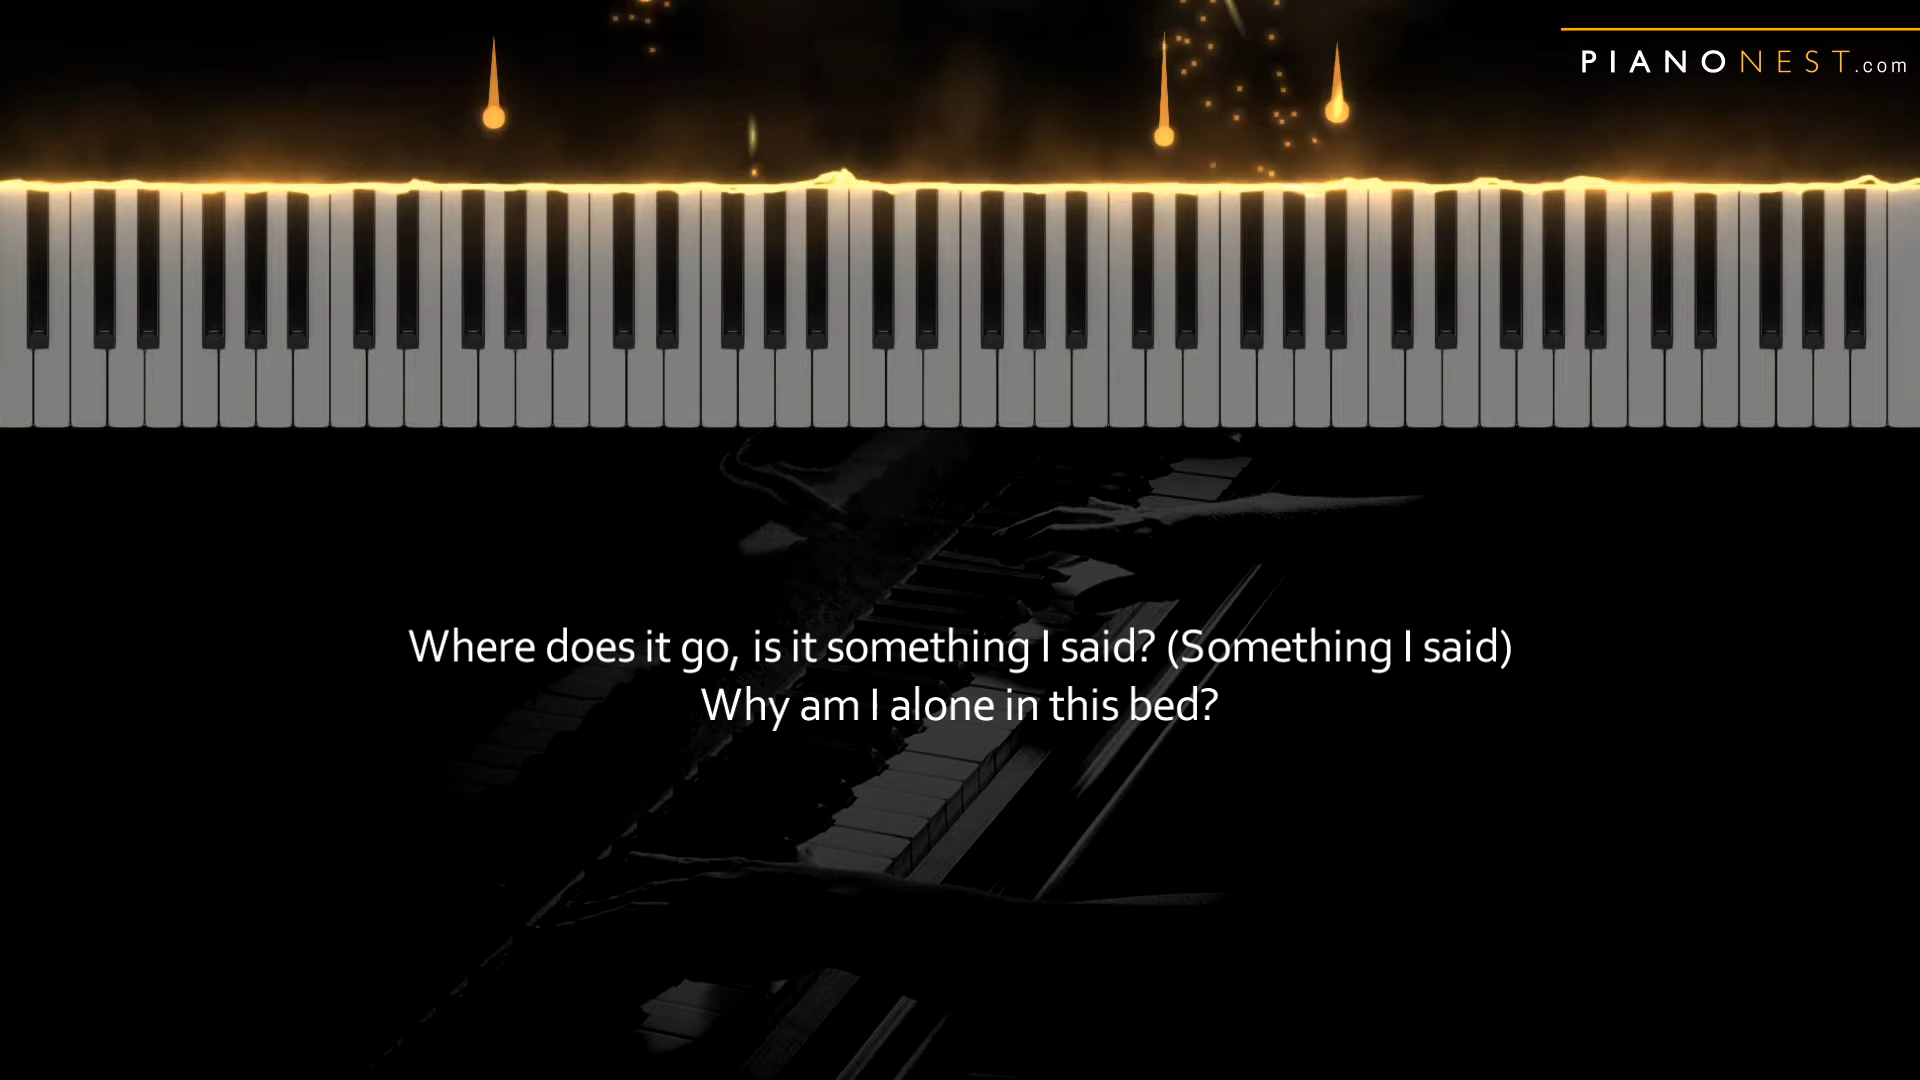 PIANONEST.com
Where does it go, is it something I said? (Something I said)
Why am I alone in this bed?